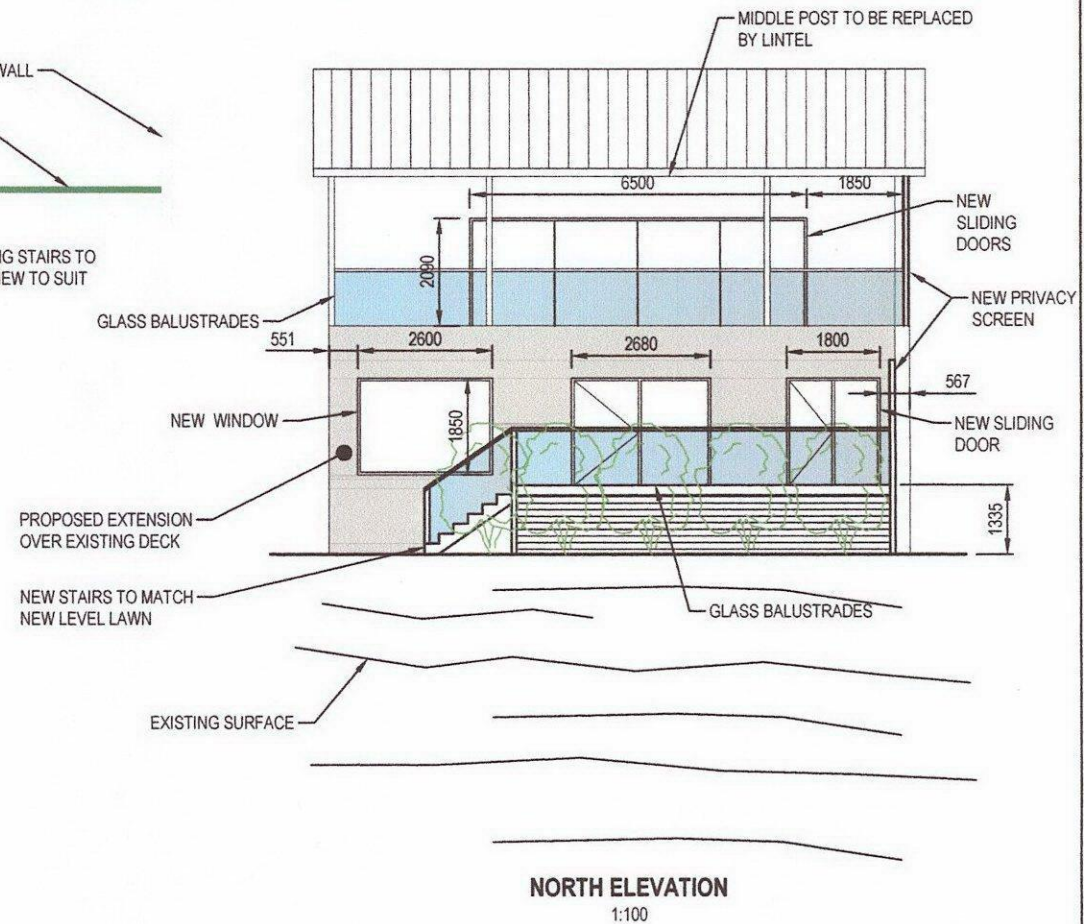 MIDDLE POST TO BE REPLACED
BY LINTEL
WALL
6500
1850
NEW
SLIDING
DOORS
2090
STAIRS TO
TO SUIT
GLASS BALUSTRADES
NEW PRIVACY
SCREEN
551
2600
2680
1800
567
NEW WINDOW
1850
NEW SLIDING
DOOR
PROPOSED EXTENSION
OVER EXISTING DECK
1335
NEW STAIRS TO MATCH
NEW LEVEL LAWN
GLASS BALUSTRADES
EXISTING SURFACE
NORTH ELEVATION
1:100